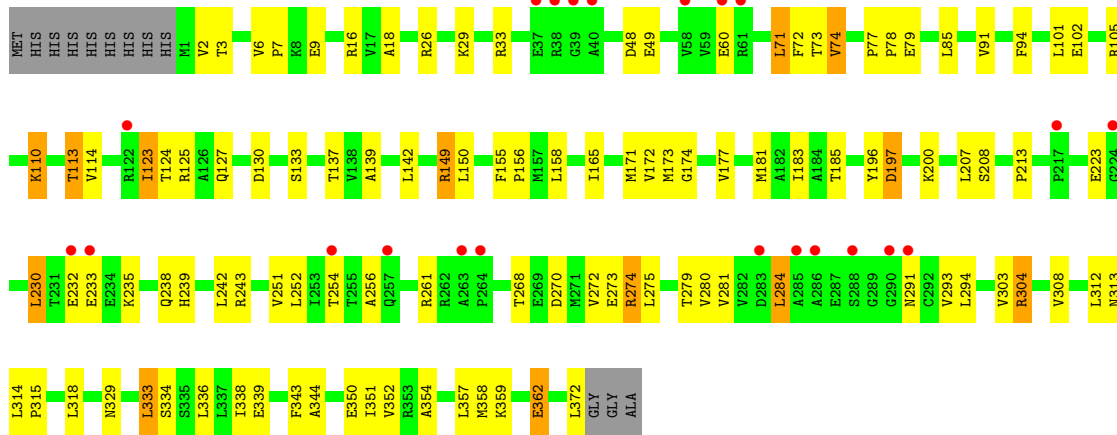 MET HIS HIS HIS HIS HIS HIS HIS HIS M1 V2 T3 V6 P7 K8 E9 R16 V17 A18 R26 K29 R33 E37 R38 G39 A40 D48 E49 V58 V59 E60 R61 L71 F72 T73 V74 P77 P78 E79 L85 V91 F94 L101 E102 R105
K110 T113 V114 R122 I123 T124 R125 A126 Q127 D130 S133 T137 V138 A139 L142 R149 L150 F155 P156 M157 L158 I165 M171 V172 M173 G174 V177 M181 A182 I183 A184 T185 Y196 D197 K200 L207 S208 P213 P217 E223 G224
L230 T231 E232 E233 E234 K235 Q238 H239 L242 R243 V251 L252 I253 T254 T255 A256 Q257 R261 R262 A263 P264 T268 E269 D270 M271 V272 E273 R274 L275 T279 V280 V281 V282 D283 L284 A285 A286 E287 S288 G289 G290 N291 C292 V293 L294 V303 R304 V308 L312 N313
L314 P315 L318 N329 L333 S334 S335 L336 L337 I338 E339 F343 A344 E350 I351 V352 R353 A354 L357 M358 K359 E362 L372 GLY GLY ALA